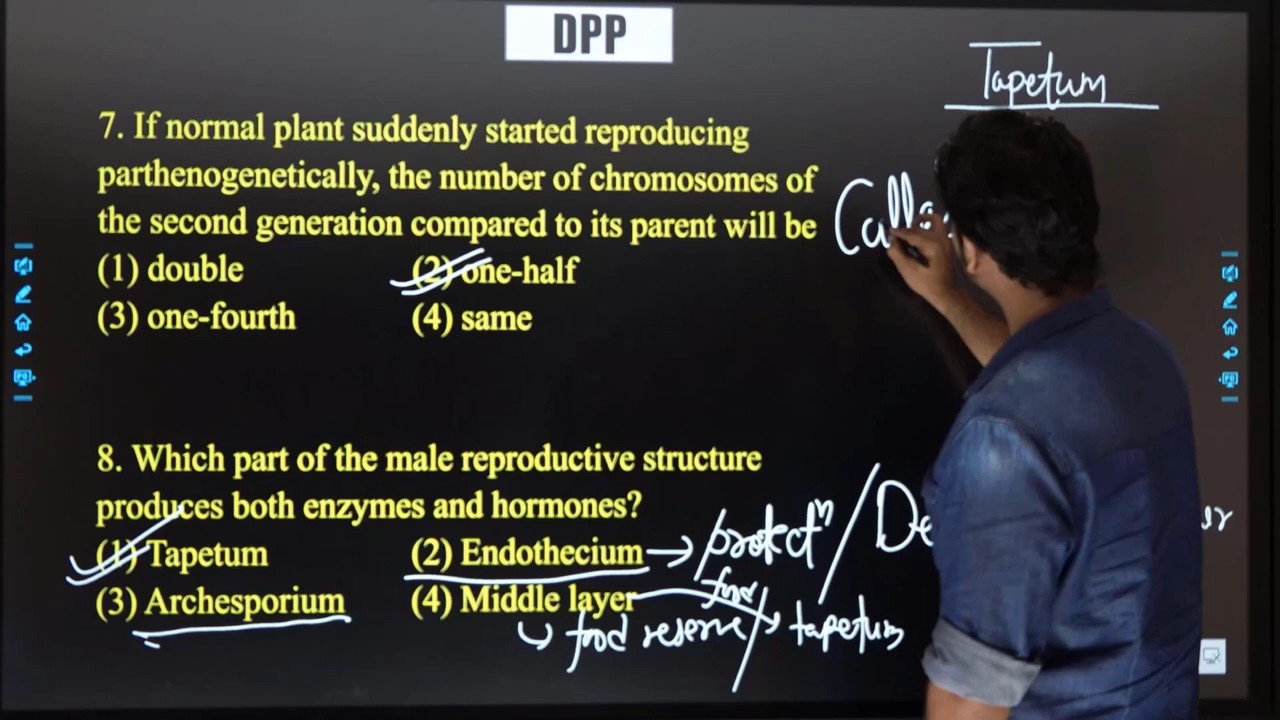 DPP
Tapetum
7. If normal plant suddenly started reproducing
parthenogenetically, the number of chromosomes of
the second generation compared to its parent will be
(1) double (2) one-half
(3) one-fourth (4) same
8. Which part of the male reproductive structure
produces both enzymes and hormones?
(1) Tapetum (2) Endothecium → protectⁿ /
(3) Archesporium (4) Middle layer
food reserve / tapetum